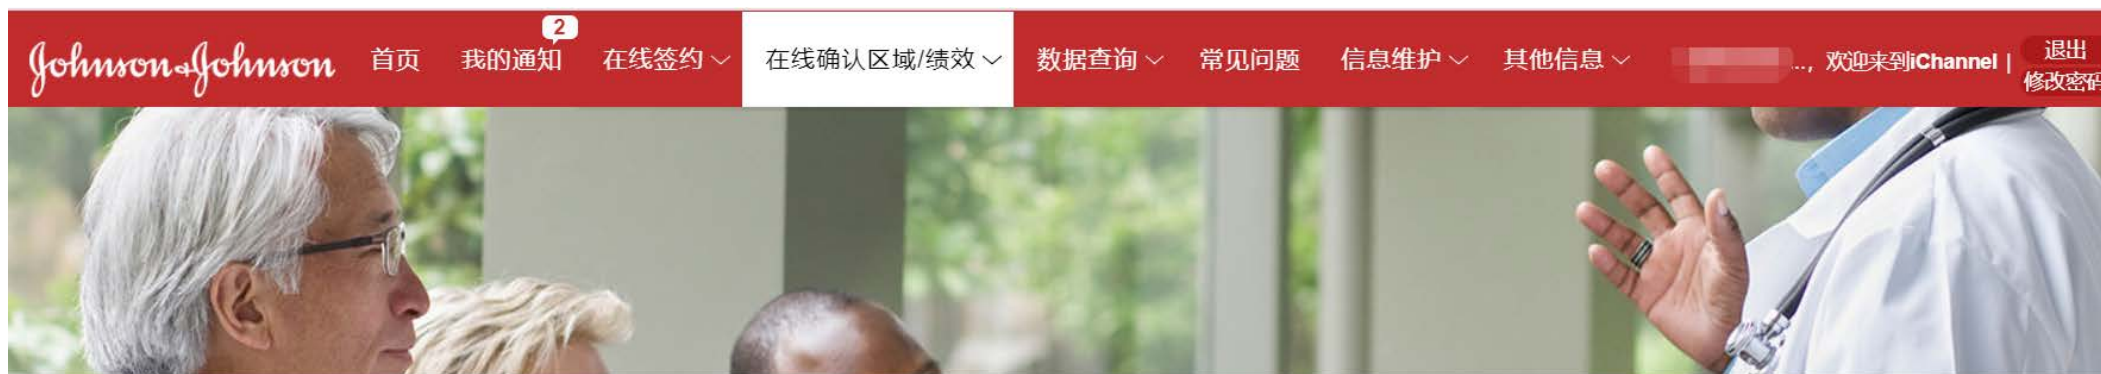 Johnson&Johnson 首页 我的通知 2 在线签约 在线确认区域/绩效 数据查询 常见问题 信息维护 其他信息 ..., 欢迎来到iChannel | 退出
修改密码